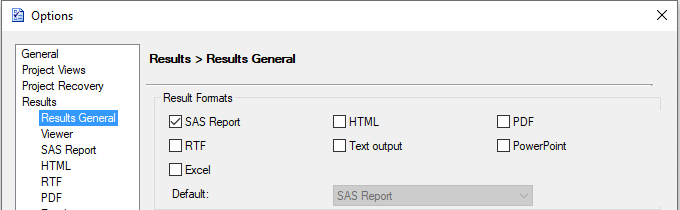 Options
General
Project Views
Project Recovery
Results
Results General
Viewer
SAS Report
HTML
RTF
PDF
Results > Results General
Result Formats
SAS Report HTML PDF
RTF Text output PowerPoint
Excel
Default: SAS Report